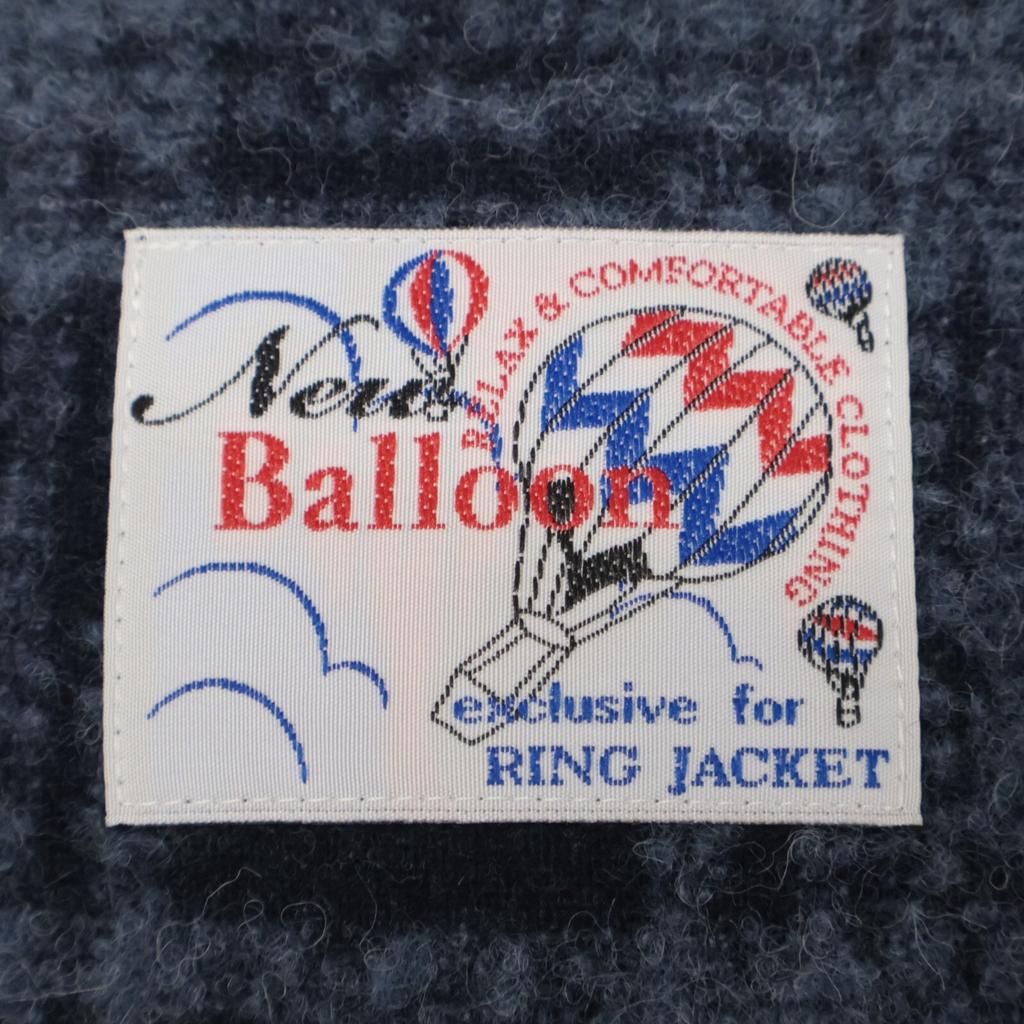 New
Balloon
RELAX & COMFORTABLE CLOTHING
exclusive for
RING JACKET